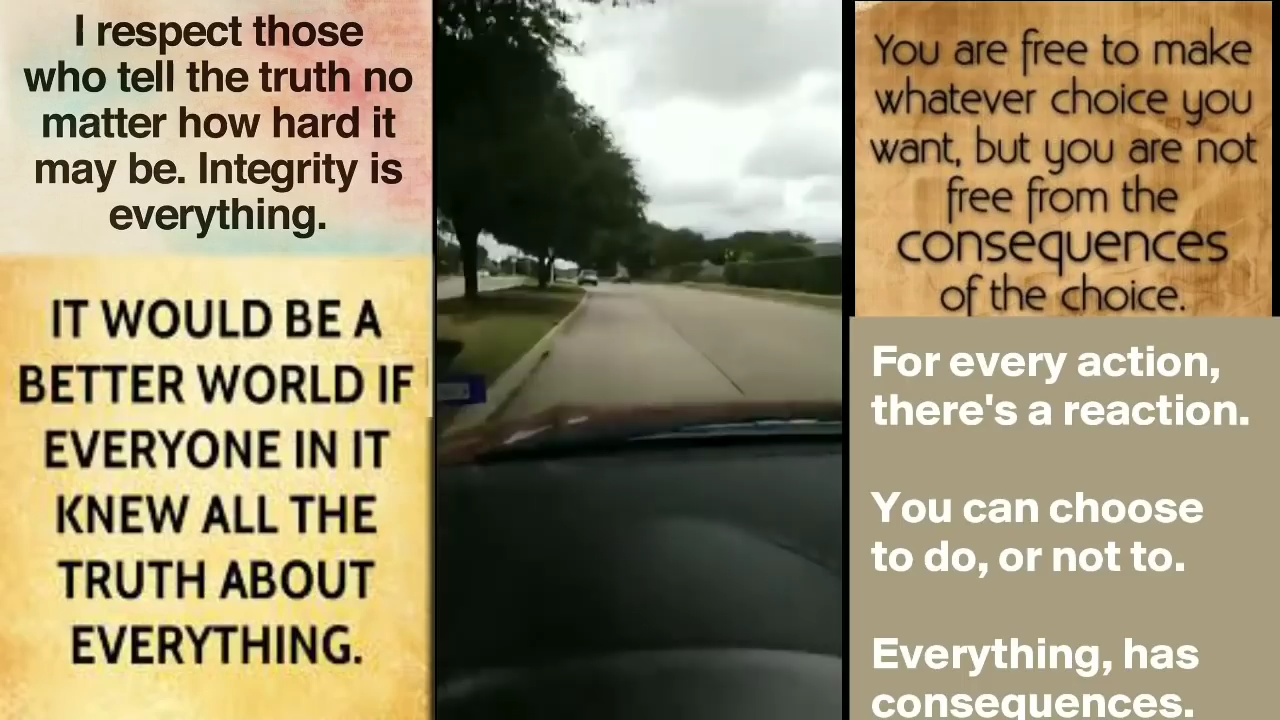 I respect those
who tell the truth no
matter how hard it
may be. Integrity is
everything.
IT WOULD BE A
BETTER WORLD IF
EVERYONE IN IT
KNEW ALL THE
TRUTH ABOUT
EVERYTHING.
You are free to make
whatever choice you
want, but you are not
free from the
consequences
of the choice.
For every action,
there's a reaction.
You can choose
to do, or not to.
Everything, has
consequences.